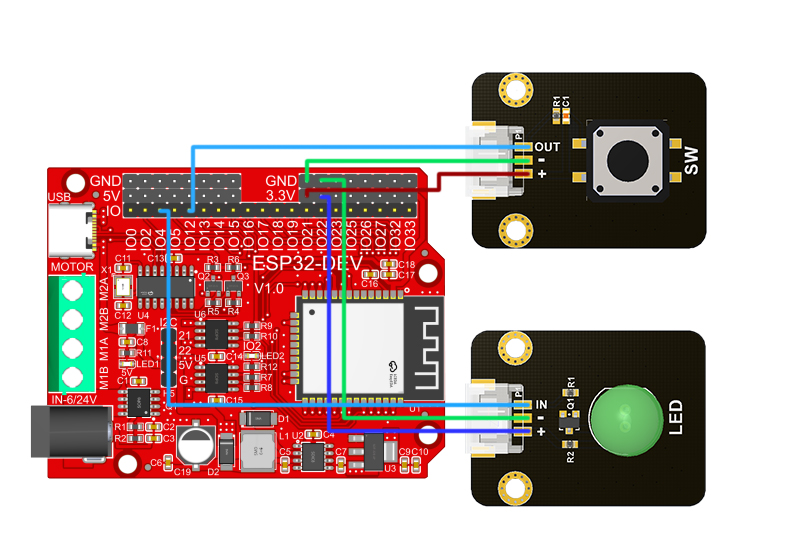 R1
C1
P1
OUT
-
+
SW
GND
5V
IO
GND
3.3V
USB
IO0
IO2
IO4
IO5
IO12
IO13
IO14
IO15
IO16
IO17
IO18
IO19
IO21
IO22
IO23
IO25
IO26
IO27
IO32
IO33
MOTOR
X1
C11
C13
R3
R6
ESP32-DEV
V1.0
C18
C17
C16
Q2
Q3
R5
R4
M2A
M2B
M1A
M1B
C12
U4
F1
C8
R11
LED1
5V
I2C
21
22
5V
G
U6
R9
R10
IO2
C14
LED2
U5
R12
R7
R8
C15
IN-6/24V
R1
R2
C2
C3
C6
C19
D2
D1
L1
U2
C4
C5
C7
U3
C9
C10
U1
IN
-
+
R1
Q1
R2
LED